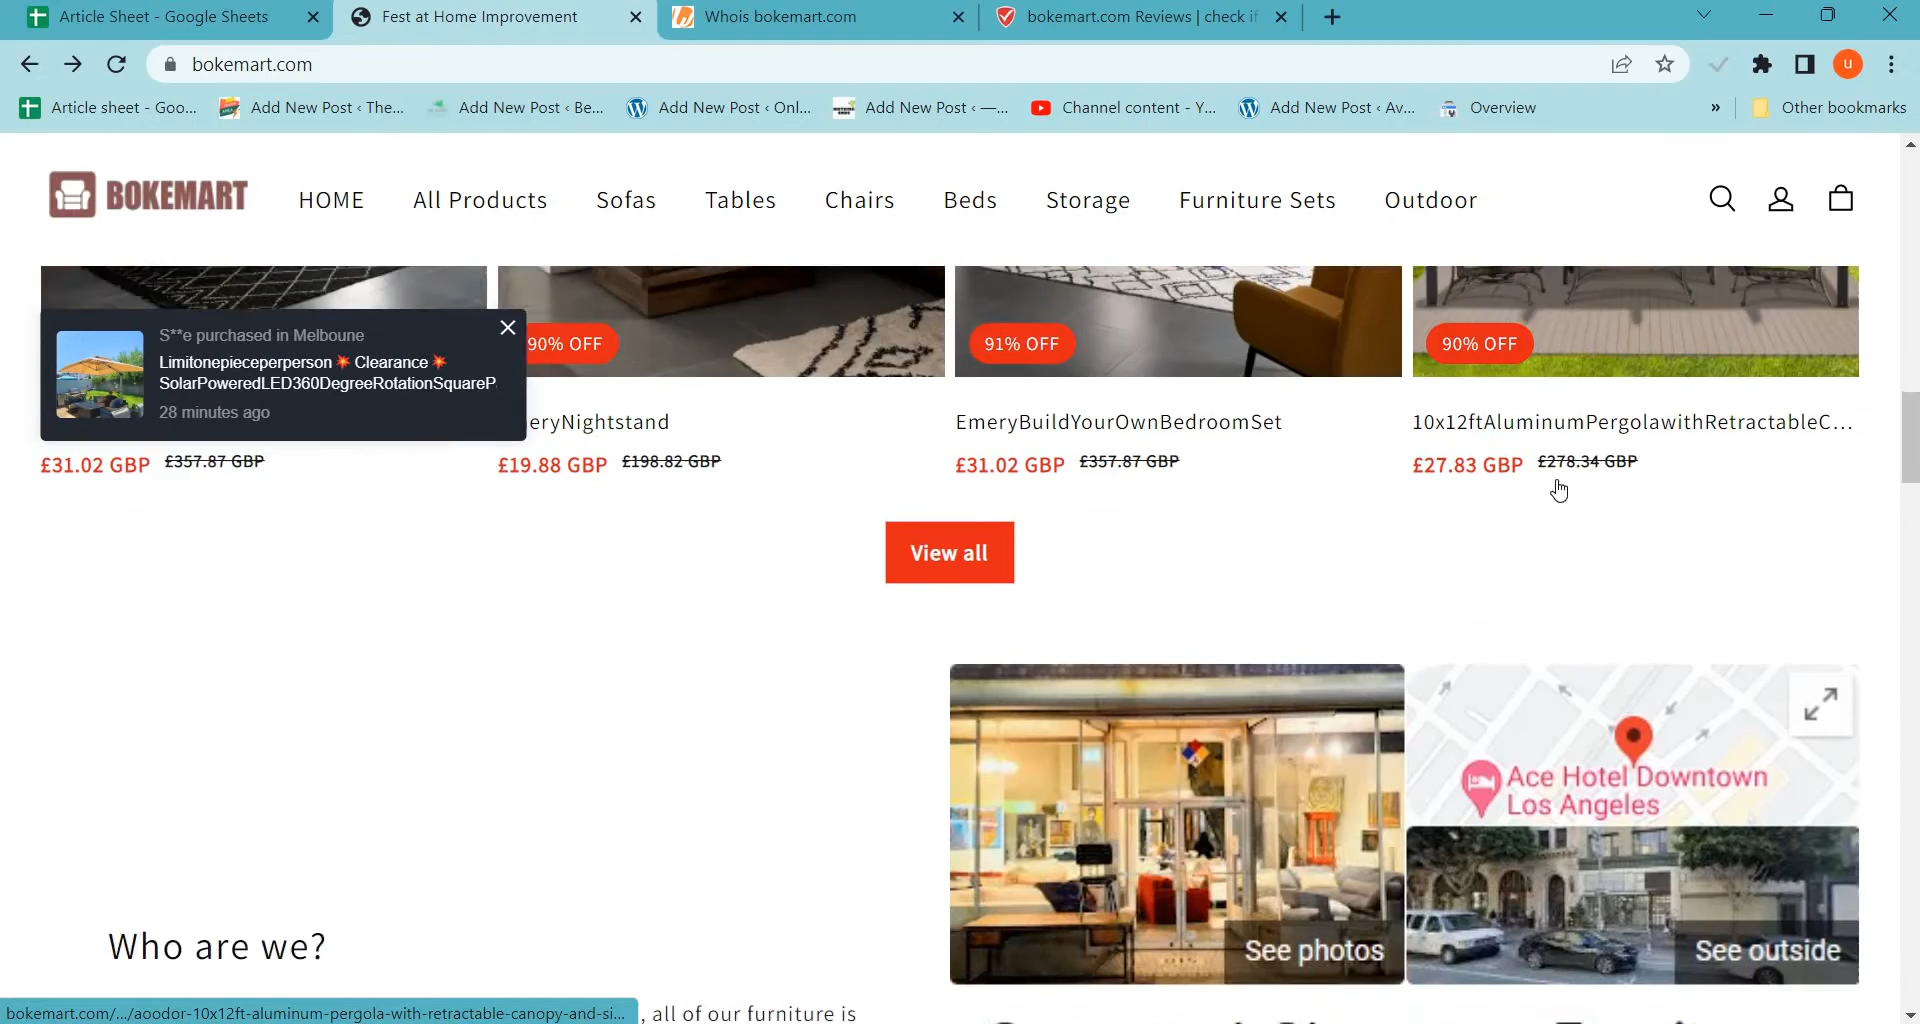 Article Sheet - Google Sheets
Fest at Home Improvement
Whois bokemart.com
bokemart.com Reviews | check if
bokemart.com
u
Article sheet - Goo...
Add New Post ‹ The...
Add New Post ‹ Be...
Add New Post ‹ Onl...
Add New Post ‹ —...
Channel content - Y...
Add New Post ‹ Av...
Overview
»
Other bookmarks
BOKEMART
HOME
All Products
Sofas
Tables
Chairs
Beds
Storage
Furniture Sets
Outdoor
S**e purchased in Melboune
Limitonepieceperperson💥Clearance💥
SolarPoweredLED360DegreeRotationSquareP
28 minutes ago
90% OFF
91% OFF
90% OFF
eryNightstand
EmeryBuildYourOwnBedroomSet
10x12ftAluminumPergolawithRetractableC...
£31.02 GBP £357.87 GBP
£19.88 GBP £198.82 GBP
£31.02 GBP £357.87 GBP
£27.83 GBP £278.34 GBP
View all
Ace Hotel Downtown
Los Angeles
See photos
See outside
Who are we?
, all of our furniture is
bokemart.com/.../aoodor-10x12ft-aluminum-pergola-with-retractable-canopy-and-si...